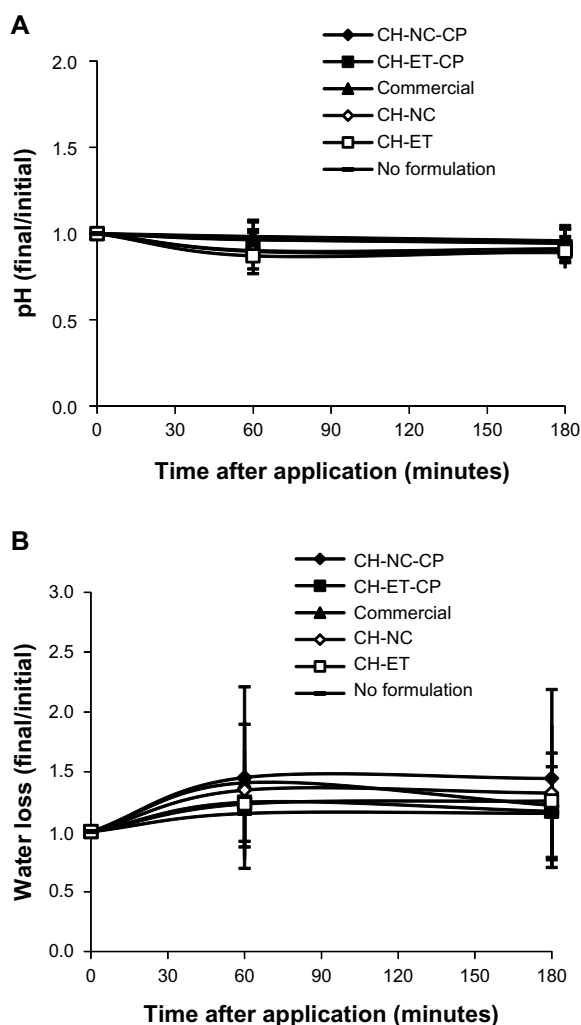 A
CH-NC-CP
CH-ET-CP
Commercial
CH-NC
CH-ET
No formulation
pH (final/initial)
2.0
1.5
1.0
0.5
0.0
0 30 60 90 120 150 180
Time after application (minutes)
B
CH-NC-CP
CH-ET-CP
Commercial
CH-NC
CH-ET
No formulation
Water loss (final/initial)
3.0
2.5
2.0
1.5
1.0
0.5
0.0
0 30 60 90 120 150 180
Time after application (minutes)